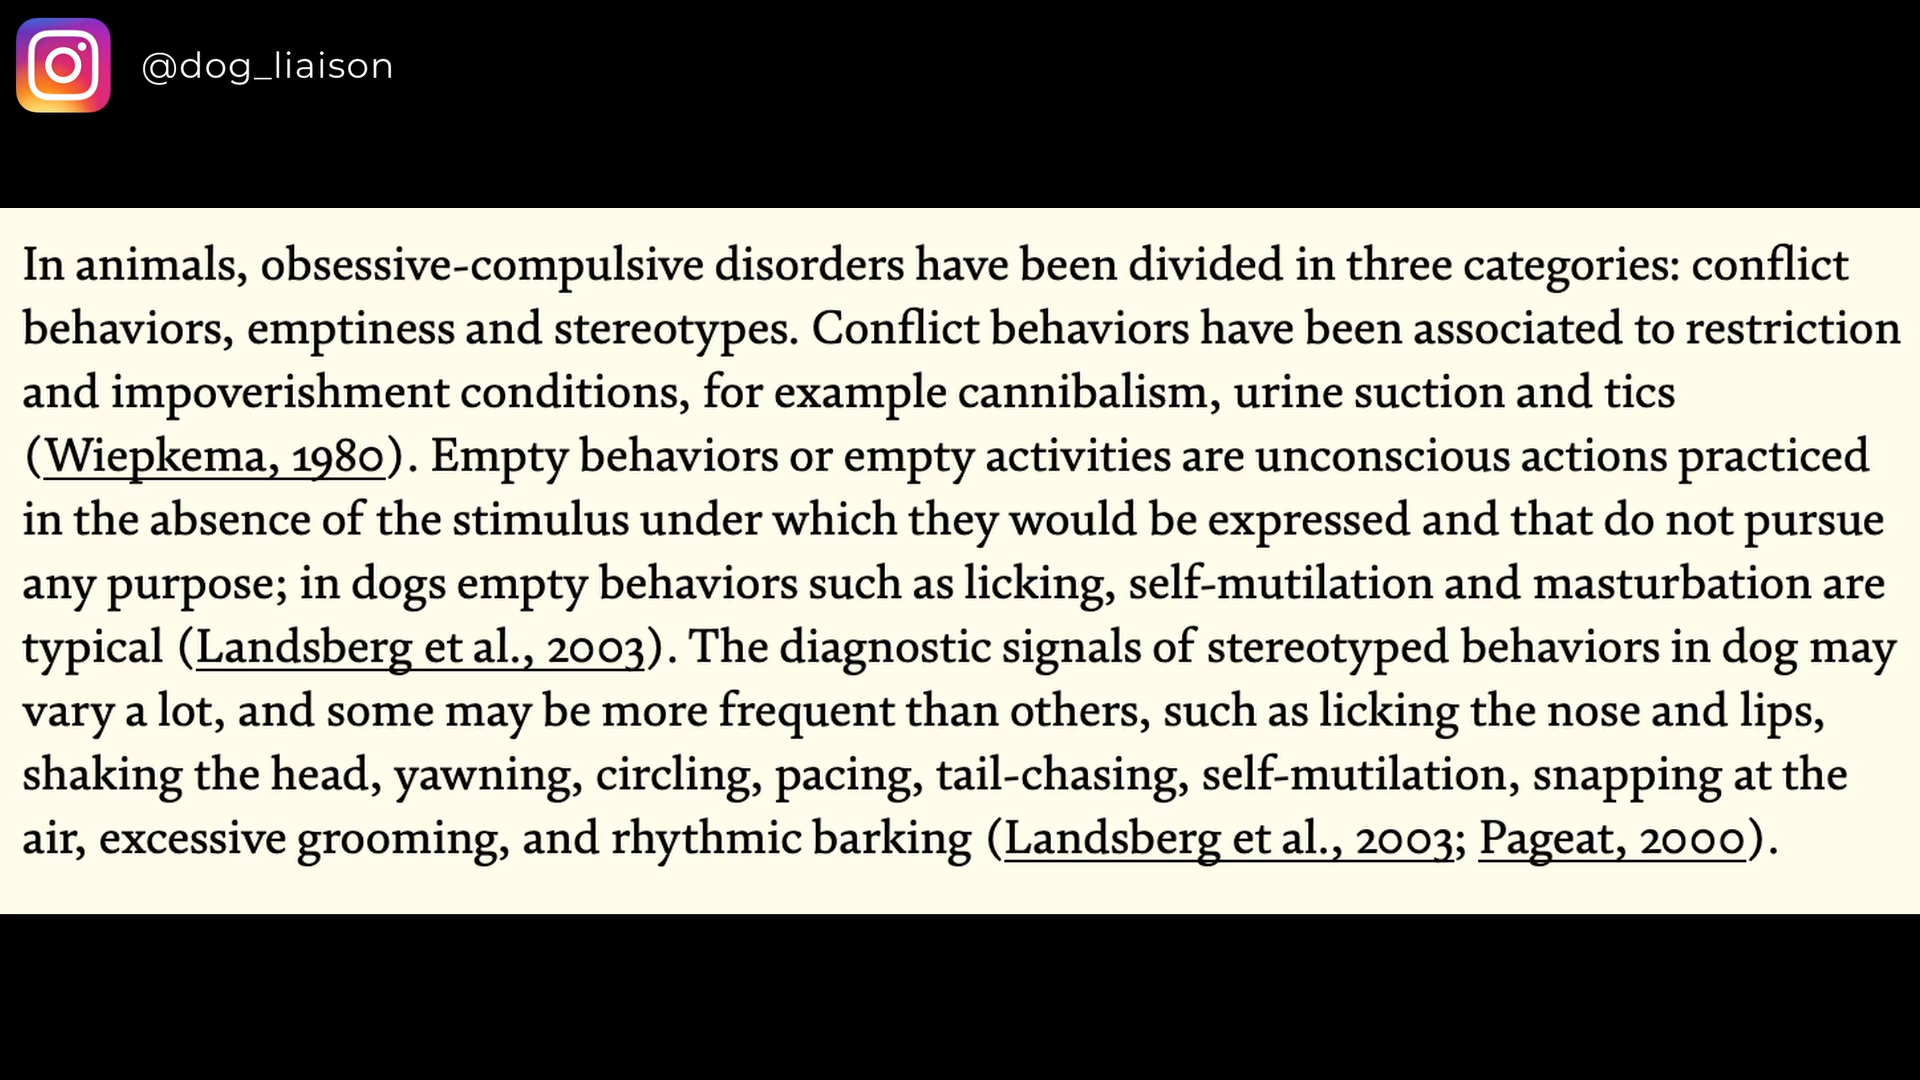 @dog_liaison
In animals, obsessive-compulsive disorders have been divided in three categories: conflict
behaviors, emptiness and stereotypes. Conflict behaviors have been associated to restriction
and impoverishment conditions, for example cannibalism, urine suction and tics
(Wiepkema, 1980). Empty behaviors or empty activities are unconscious actions practiced
in the absence of the stimulus under which they would be expressed and that do not pursue
any purpose; in dogs empty behaviors such as licking, self-mutilation and masturbation are
typical (Landsberg et al., 2003). The diagnostic signals of stereotyped behaviors in dog may
vary a lot, and some may be more frequent than others, such as licking the nose and lips,
shaking the head, yawning, circling, pacing, tail-chasing, self-mutilation, snapping at the
air, excessive grooming, and rhythmic barking (Landsberg et al., 2003; Pageat, 2000).